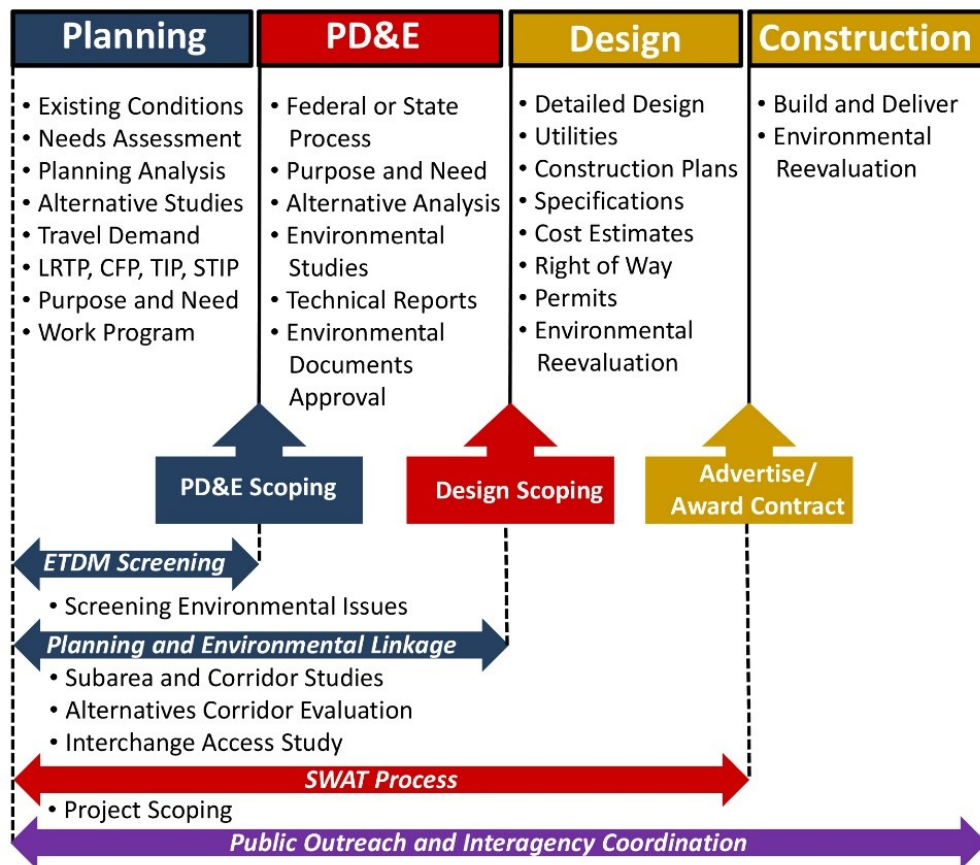 Planning
PD&E
Design
Construction
• Existing Conditions
• Needs Assessment
• Planning Analysis
• Alternative Studies
• Travel Demand
• LRTP, CFP, TIP, STIP
• Purpose and Need
• Work Program
• Federal or State
Process
• Purpose and Need
• Alternative Analysis
• Environmental
Studies
• Technical Reports
• Environmental
Documents
Approval
• Detailed Design
• Utilities
• Construction Plans
• Specifications
• Cost Estimates
• Right of Way
• Permits
• Environmental
Reevaluation
• Build and Deliver
• Environmental
Reevaluation
PD&E Scoping
Design Scoping
Advertise/
Award Contract
ETDM Screening
• Screening Environmental Issues
Planning and Environmental Linkage
• Subarea and Corridor Studies
• Alternatives Corridor Evaluation
• Interchange Access Study
SWAT Process
• Project Scoping
Public Outreach and Interagency Coordination